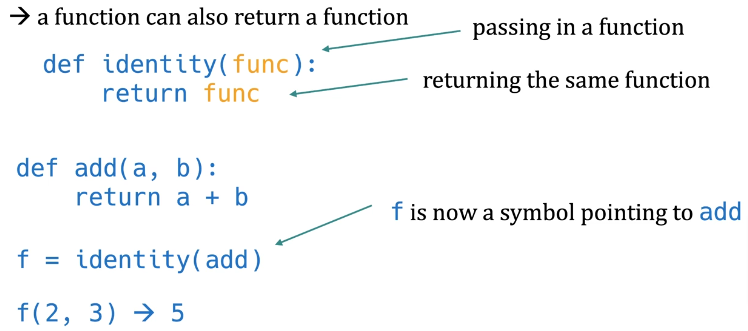 → a function can also return a function
passing in a function
def identity(func):
return func
returning the same function
def add(a, b):
return a + b
f is now a symbol pointing to add
f = identity(add)
f(2, 3) → 5